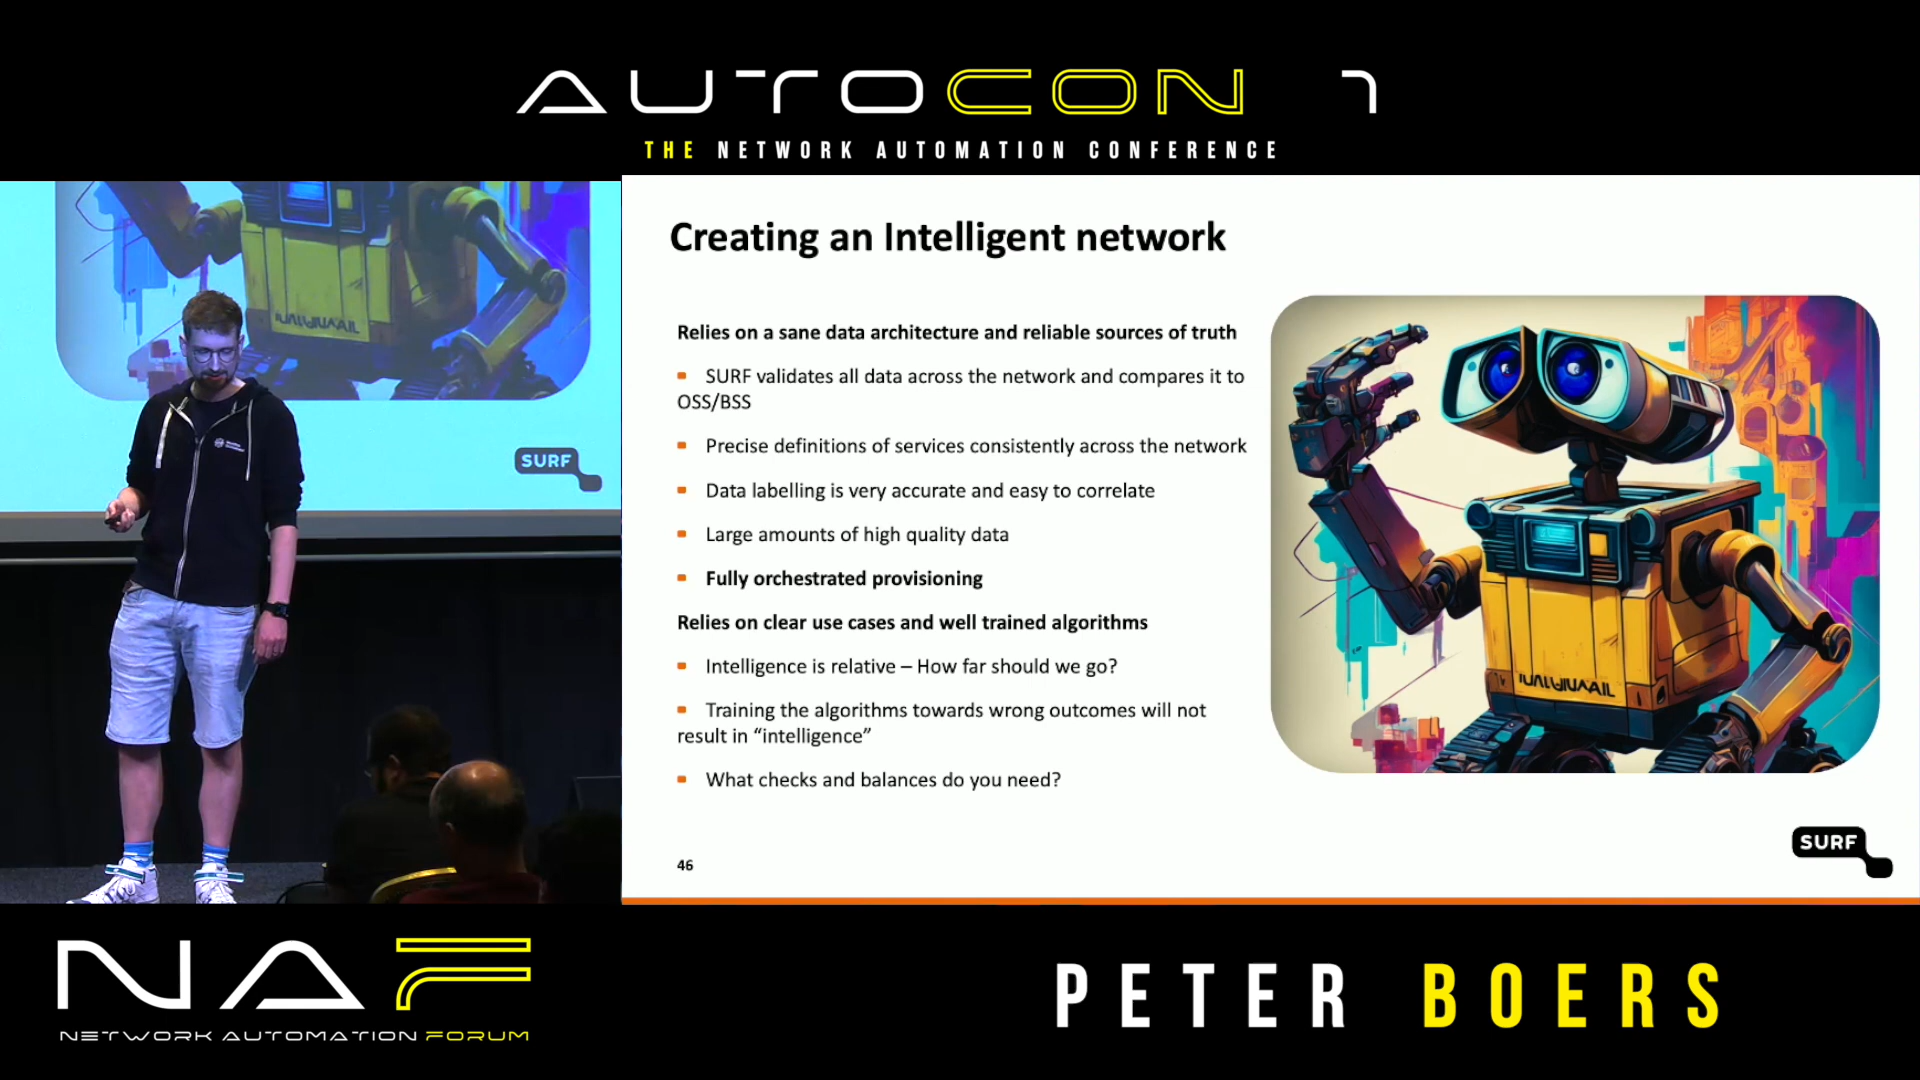 AUTOCON 1
THE NETWORK AUTOMATION CONFERENCE
SURF
Creating an Intelligent network
Relies on a sane data architecture and reliable sources of truth
SURF validates all data across the network and compares it to
OSS/BSS
Precise definitions of services consistently across the network
Data labelling is very accurate and easy to correlate
Large amounts of high quality data
Fully orchestrated provisioning
Relies on clear use cases and well trained algorithms
Intelligence is relative – How far should we go?
Training the algorithms towards wrong outcomes will not
result in “intelligence”
What checks and balances do you need?
46
SURF
NAF
NETWORK AUTOMATION FORUM
PETER BOERS